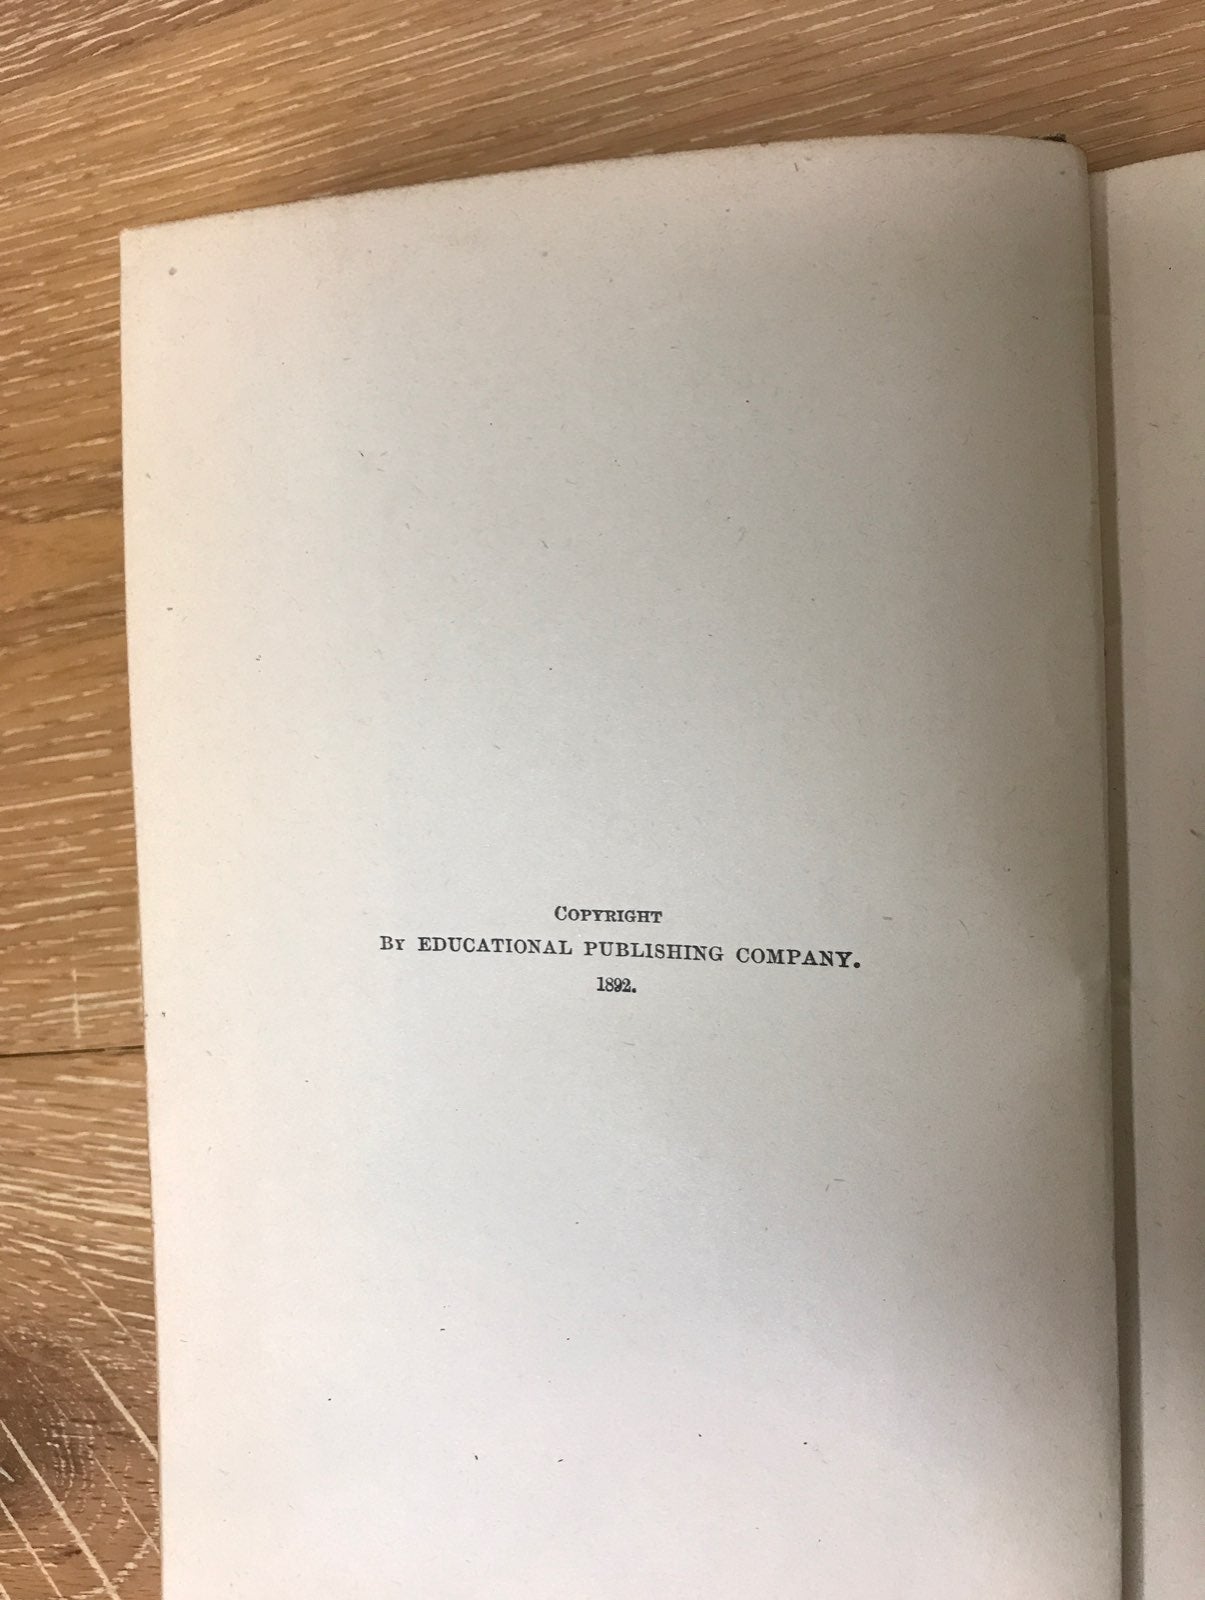 COPYRIGHT
BY EDUCATIONAL PUBLISHING COMPANY.
1892.